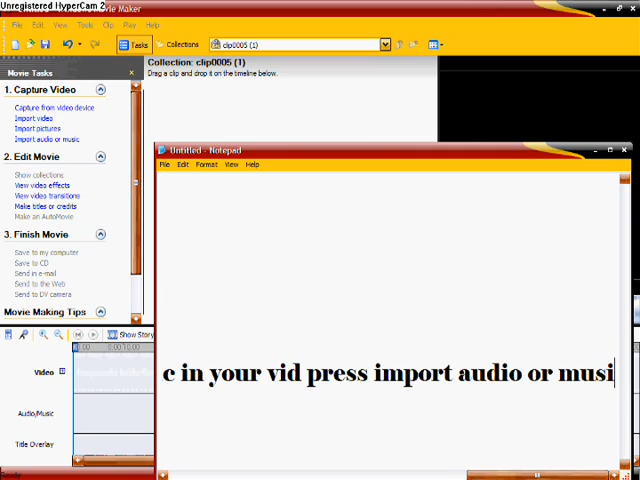 Unregistered HyperCam 2
Movie Maker
File Edit View Tools Clip Play Help
Tasks Collections clip0005 (1)
Movie Tasks
Collection: clip0005 (1)
Drag a clip and drop it on the timeline below.
1. Capture Video
Capture from video device
Import video
Import pictures
Import audio or music
2. Edit Movie
Show collections
View video effects
View video transitions
Make titles or credits
Make an AutoMovie
3. Finish Movie
Save to my computer
Save to CD
Send in e-mail
Send to the Web
Send to DV camera
Movie Making Tips
Show Story
Video
Audio/Music
Title Overlay
Ready
Untitled - Notepad
File Edit Format View Help
c in your vid press import audio or musi